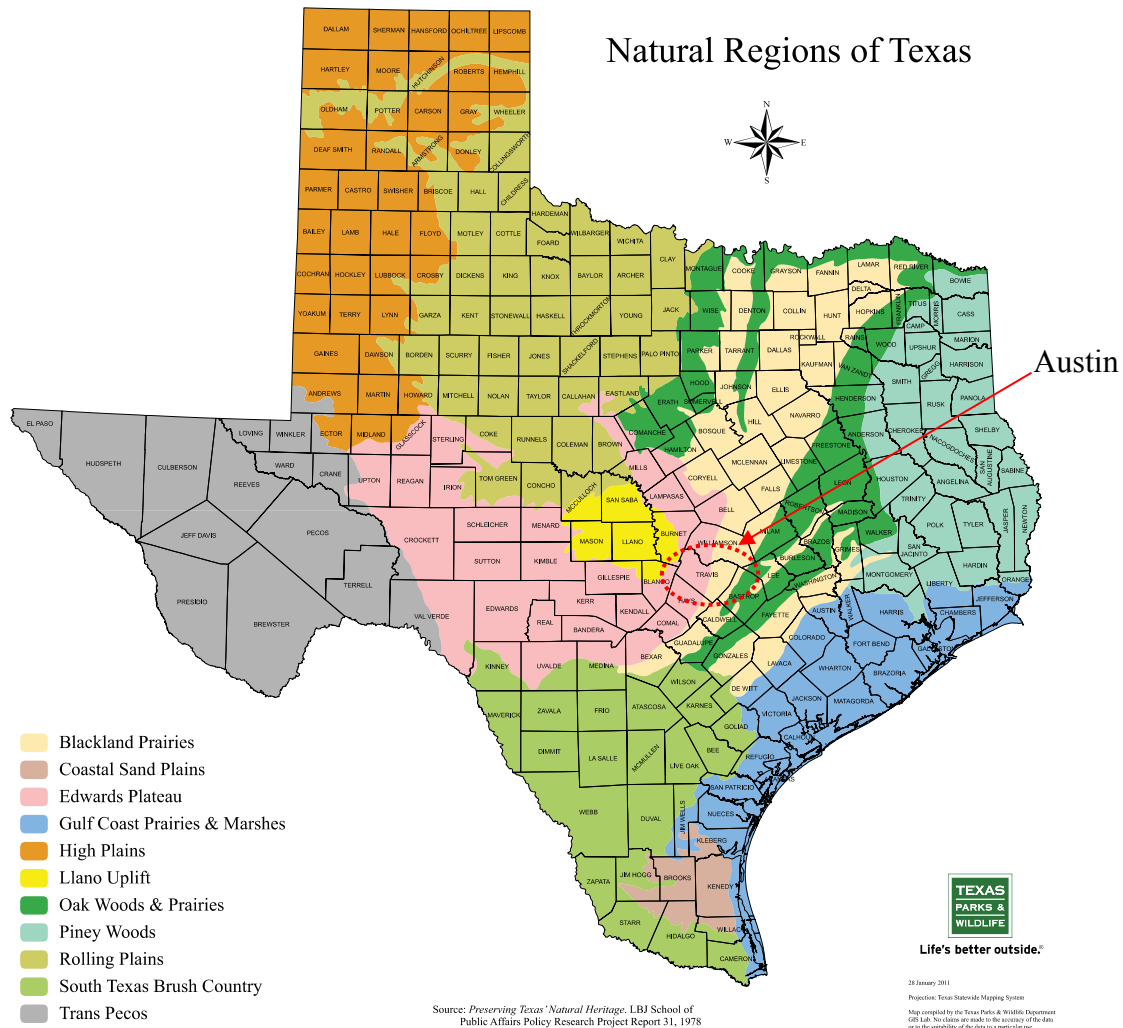 Natural Regions of Texas
N
W
E
S
Austin
DALLAM
SHERMAN
HANSFORD
OCHILTREE
LIPSCOMB
HARTLEY
MOORE
HUTCHINSON
ROBERTS
HEMPHILL
OLDHAM
POTTER
CARSON
GRAY
WHEELER
DEAF SMITH
RANDALL
ARMSTRONG
DONLEY
COLLINGSWORTH
PARMER
CASTRO
SWISHER
BRISCOE
HALL
CHILDRESS
BAILEY
LAMB
HALE
FLOYD
MOTLEY
COTTLE
HARDEMAN
FOARD
WILBARGER
WICHITA
CLAY
MONTAGUE
COOKE
GRAYSON
FANNIN
LAMAR
RED RIVER
BOWIE
COCHRAN
HOCKLEY
LUBBOCK
CROSBY
DICKENS
KING
KNOX
BAYLOR
ARCHER
JACK
WISE
DENTON
COLLIN
HUNT
DELTA
HOPKINS
FRANKLIN
TITUS
MORRIS
CASS
YOAKUM
TERRY
LYNN
GARZA
KENT
STONEWALL
HASKELL
THROCKMORTON
YOUNG
CAMP
ROCKWALL
RAINS
WOOD
UPSHUR
MARION
GAINES
DAWSON
BORDEN
SCURRY
FISHER
JONES
SHACKELFORD
STEPHENS
PALO PINTO
PARKER
TARRANT
DALLAS
KAUFMAN
VAN ZANDT
SMITH
GREGG
HARRISON
ANDREWS
MARTIN
HOWARD
MITCHELL
NOLAN
TAYLOR
CALLAHAN
EASTLAND
ERATH
HOOD
SOMERVELL
JOHNSON
ELLIS
HENDERSON
RUSK
PANOLA
EL PASO
HUDSPETH
CULBERSON
LOVING
WINKLER
ECTOR
MIDLAND
GLASSCOCK
STERLING
COKE
RUNNELS
COLEMAN
BROWN
COMANCHE
HAMILTON
BOSQUE
HILL
NAVARRO
ANDERSON
CHEROKEE
NACOGDOCHES
SHELBY
REEVES
WARD
CRANE
UPTON
REAGAN
IRION
TOM GREEN
CONCHO
MCCULLOCH
SAN SABA
MILLS
LAMPASAS
CORYELL
MCLENNAN
LIMESTONE
FREESTONE
HOUSTON
ANGELINA
SAN AUGUSTINE
SABINE
JEFF DAVIS
PECOS
CROCKETT
SCHLEICHER
MENARD
MASON
LLANO
BURNET
BELL
FALLS
ROBERTSON
LEON
MADISON
TRINITY
POLK
TYLER
JASPER
NEWTON
PRESIDIO
BREWSTER
TERRELL
VAL VERDE
SUTTON
KIMBLE
GILLESPIE
BLANCO
TRAVIS
WILLIAMSON
MILAM
BURLESON
BRAZOS
GRIMES
WALKER
SAN JACINTO
HARDIN
EDWARDS
REAL
KERR
BANDERA
KENDALL
COMAL
HAYS
CALDWELL
BASTROP
LEE
WASHINGTON
MONTGOMERY
LIBERTY
ORANGE
JEFFERSON
CHAMBERS
KINNEY
UVALDE
MEDINA
BEXAR
GUADALUPE
GONZALES
FAYETTE
AUSTIN
WALKER
HARRIS
COLORADO
FORT BEND
LAVACA
WHARTON
BRAZORIA
MAVERICK
ZAVALA
FRIO
ATASCOSA
WILSON
KARNES
DE WITT
JACKSON
MATAGORDA
VICTORIA
GOLIAD
DIMMIT
LA SALLE
MCMULLEN
LIVE OAK
BEE
REFUGIO
WEBB
DUVAL
JIM WELLS
SAN PATRICIO
NUECES
KLEBERG
ZAPATA
JIM HOGG
BROOKS
KENEDY
STARR
HIDALGO
WILLAC
CAMERON
Blackland Prairies
Coastal Sand Plains
Edwards Plateau
Gulf Coast Prairies & Marshes
High Plains
Llano Uplift
Oak Woods & Prairies
Piney Woods
Rolling Plains
South Texas Brush Country
Trans Pecos
Source: Preserving Texas' Natural Heritage. LBJ School of
Public Affairs Policy Research Project Report 31, 1978
TEXAS
PARKS &
WILDLIFE
Life's better outside.®
28 January 2011
Projection: Texas Statewide Mapping System
Map compiled by the Texas Parks & Wildlife Department
GIS Lab. No claims are made to the accuracy of the data
or to the suitability of the data to a particular use.